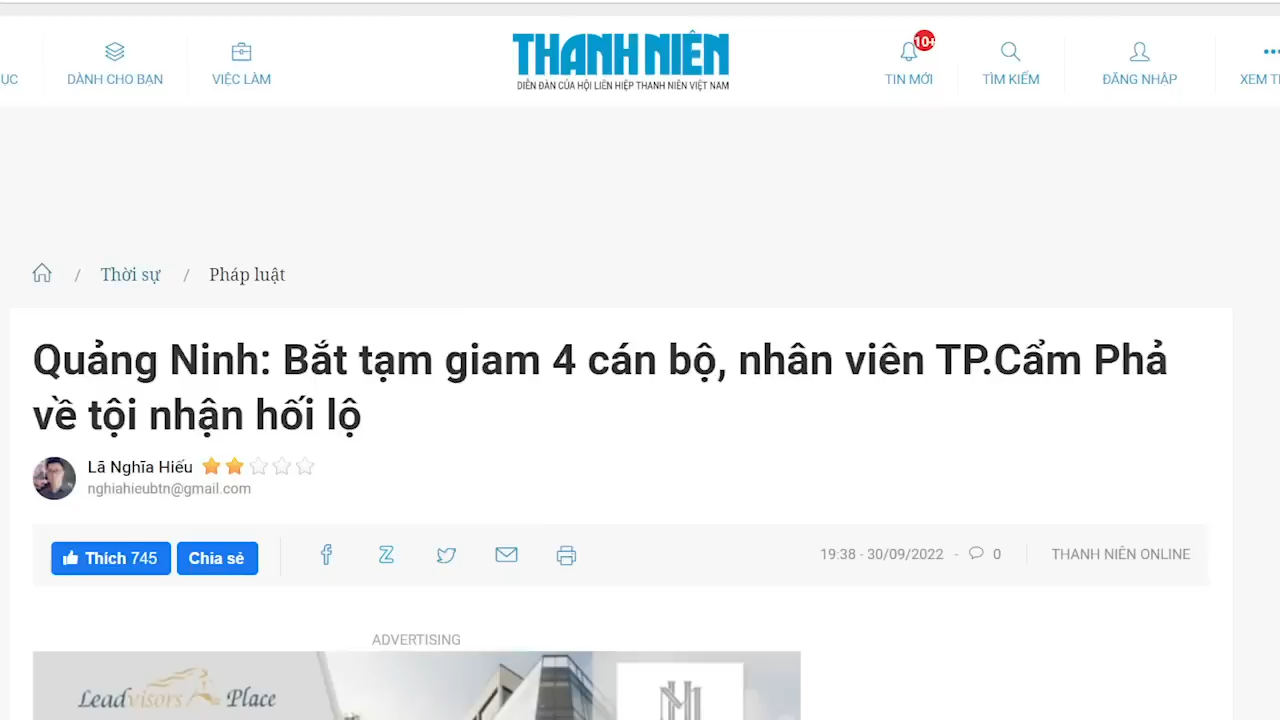 ỤC
DÀNH CHO BẠN
VIỆC LÀM
THANH NIÊN
DIỄN ĐÀN CỦA HỘI LIÊN HIỆP THANH NIÊN VIỆT NAM
10+
TIN MỚI
TÌM KIẾM
ĐĂNG NHẬP
XEM T
/ Thời sự / Pháp luật
Quảng Ninh: Bắt tạm giam 4 cán bộ, nhân viên TP.Cẩm Phả
về tội nhận hối lộ
Lã Nghĩa Hiếu
nghiahieubtn@gmail.com
Thích 745 Chia sẻ
19:38 - 30/09/2022 - 0 THANH NIÊN ONLINE
ADVERTISING
Leadvisors Place